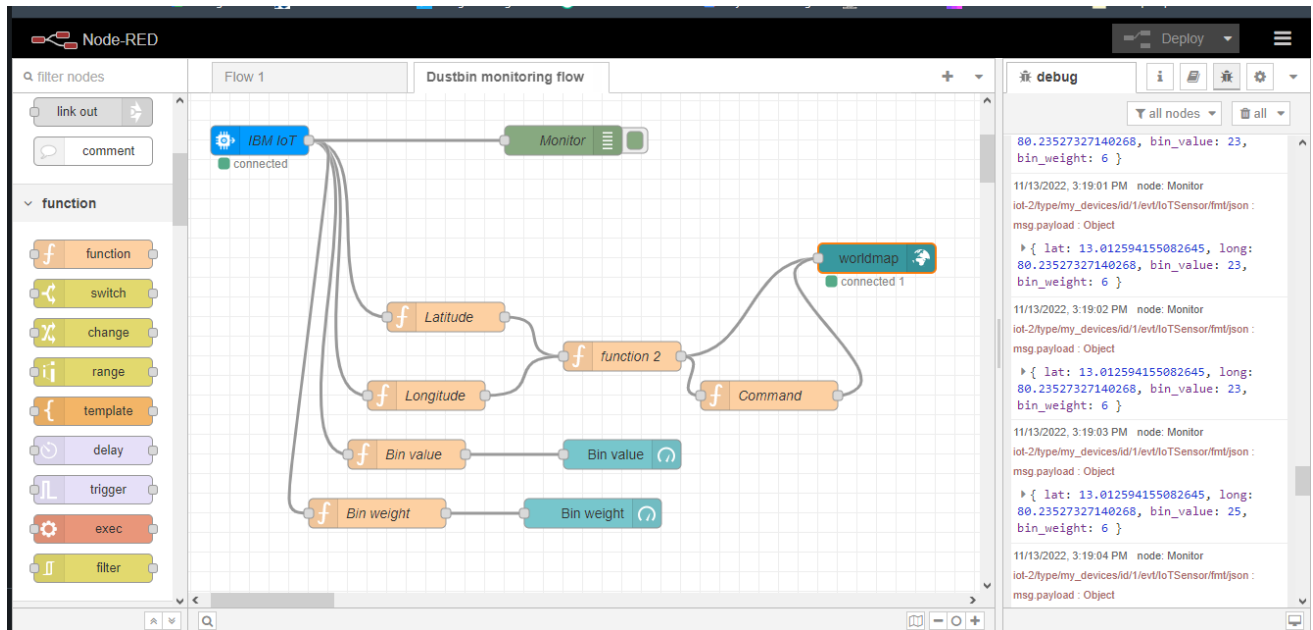 Node-RED
Deploy
filter nodes
Flow 1
Dustbin monitoring flow
debug
i
all nodes
all
link out
comment
function
function
switch
change
range
template
delay
trigger
exec
filter
IBM IoT
connected
Monitor
worldmap
connected 1
Latitude
function 2
Longitude
Command
Bin value
Bin value
Bin weight
Bin weight
80.23527327140268, bin_value: 23,
bin_weight: 6 }
11/13/2022, 3:19:01 PM node: Monitor
iot-2/type/my_devices/id/1/evt/IoTSensor/fmt/json :
msg.payload : Object
{ lat: 13.012594155082645, long:
80.23527327140268, bin_value: 23,
bin_weight: 6 }
11/13/2022, 3:19:02 PM node: Monitor
iot-2/type/my_devices/id/1/evt/IoTSensor/fmt/json :
msg.payload : Object
{ lat: 13.012594155082645, long:
80.23527327140268, bin_value: 23,
bin_weight: 6 }
11/13/2022, 3:19:03 PM node: Monitor
iot-2/type/my_devices/id/1/evt/IoTSensor/fmt/json :
msg.payload : Object
{ lat: 13.012594155082645, long:
80.23527327140268, bin_value: 25,
bin_weight: 6 }
11/13/2022, 3:19:04 PM node: Monitor
iot-2/type/my_devices/id/1/evt/IoTSensor/fmt/json :
msg.payload : Object